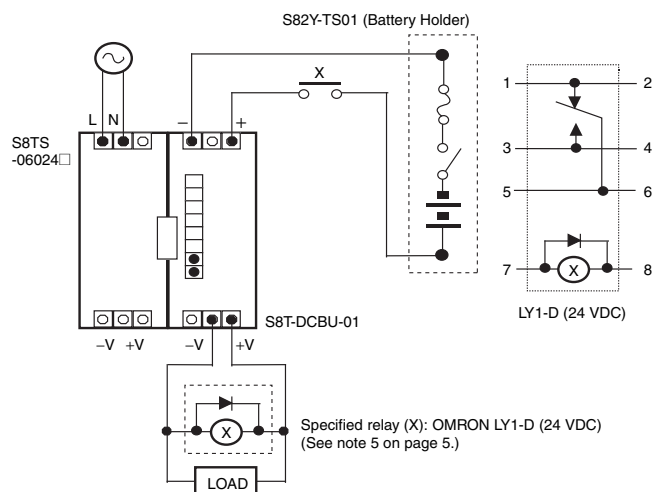 S82Y-TS01 (Battery Holder)
X
L N
− +
S8TS
-06024□
1 2
3 4
5 6
7 X 8
LY1-D (24 VDC)
S8T-DCBU-01
−V +V −V +V
X
Specified relay (X): OMRON LY1-D (24 VDC)
(See note 5 on page 5.)
LOAD